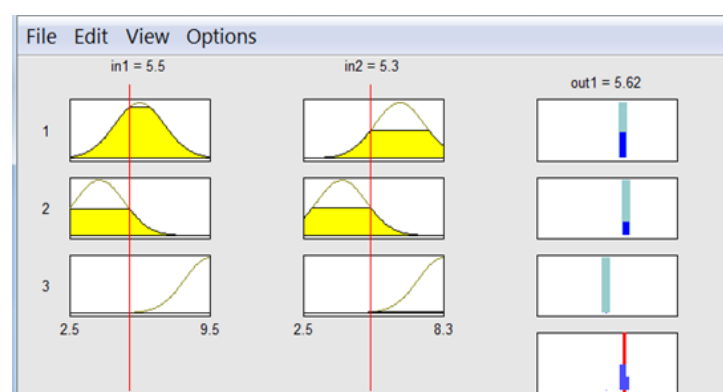 File Edit View Options
in1 = 5.5 in2 = 5.3
out1 = 5.62
1
2
3
2.5 9.5 2.5 8.3